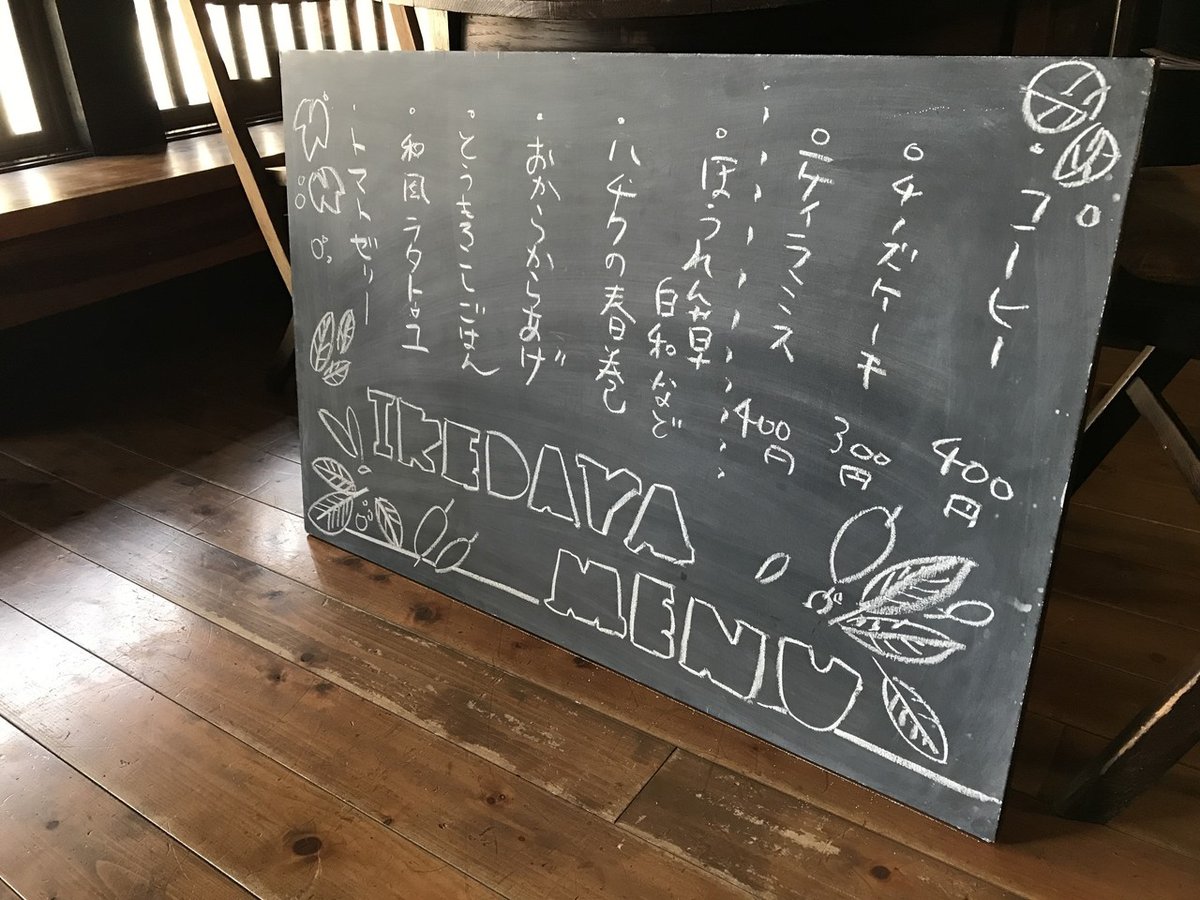 ・コーヒー 400円
・チーズケーキ 300円
・ティラミス 400円
・ほうれん草
白和など
・ハチクの春巻
・おからからあげ
・とうもろこしごはん
・和風ラタトゥユ
・トマトゼリー
IKEDAYA
MENU